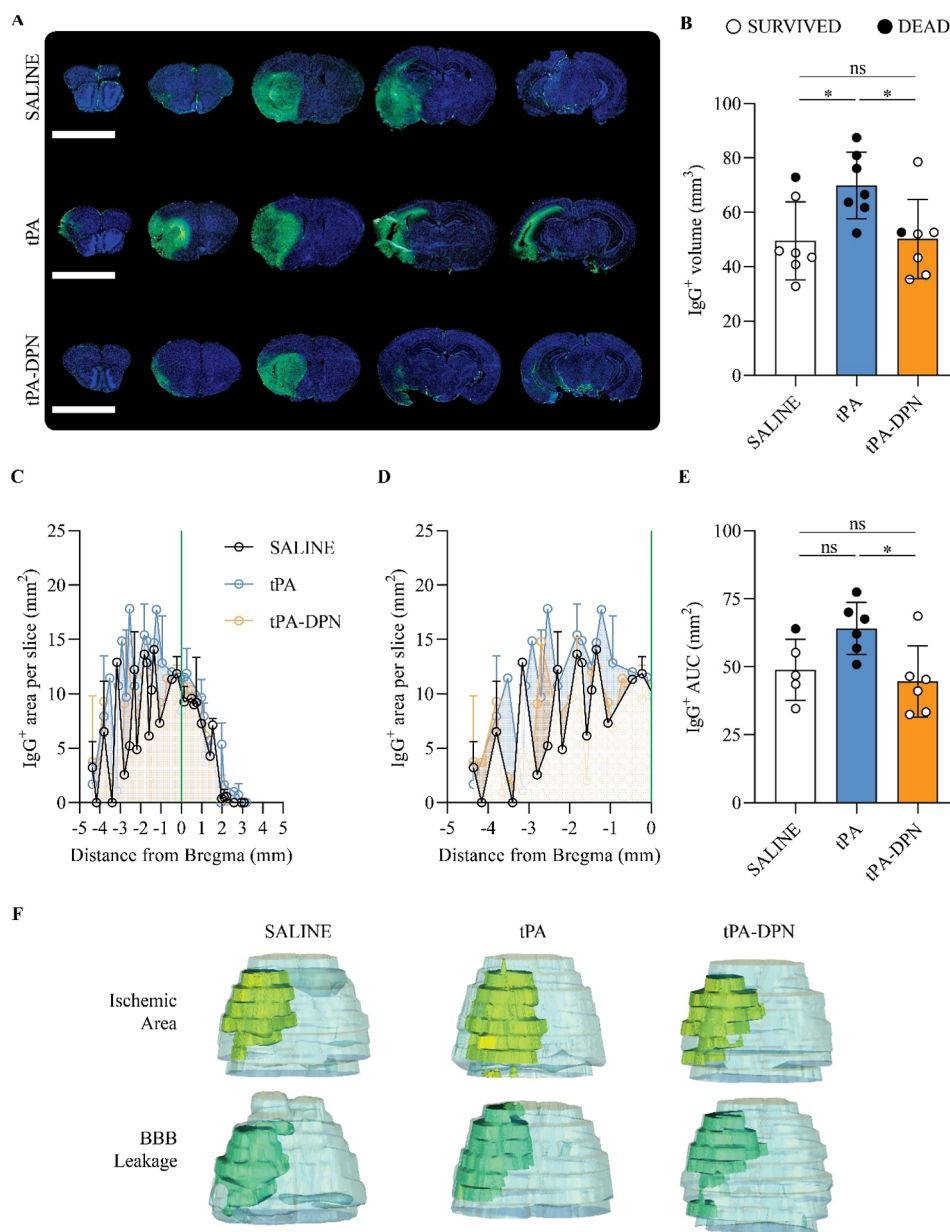 A
SALINE
tPA
tPA-DPN
B
SURVIVED
DEAD
ns
* *
IgG+ volume (mm3)
100
80
60
40
20
0
SALINE
tPA
tPA-DPN
C
IgG+ area per slice (mm2)
25
20
15
10
5
0
-5 -4 -3 -2 -1 0 1 2 3 4 5
Distance from Bregma (mm)
SALINE
tPA
tPA-DPN
D
IgG+ area per slice (mm2)
25
20
15
10
5
0
-5 -4 -3 -2 -1 0
Distance from Bregma (mm)
E
ns
ns *
IgG+ AUC (mm2)
100
75
50
25
0
SALINE
tPA
tPA-DPN
F
SALINE tPA tPA-DPN
Ischemic
Area
BBB
Leakage